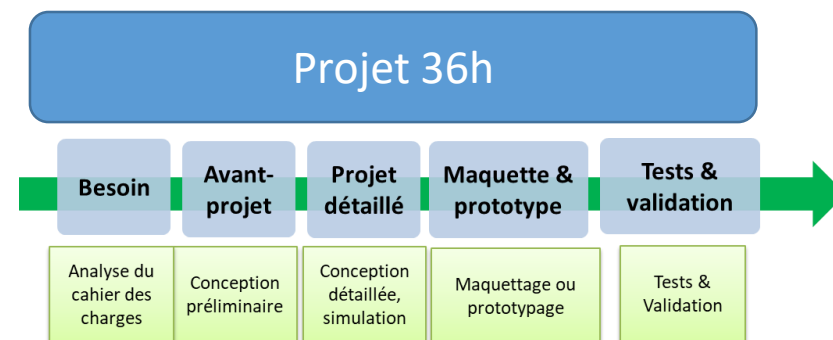 Projet 36h
Besoin
Avant-
projet
Projet
détaillé
Maquette &
prototype
Tests &
validation
Analyse du
cahier des
charges
Conception
préliminaire
Conception
détaillée,
simulation
Maquettage ou
prototypage
Tests &
Validation